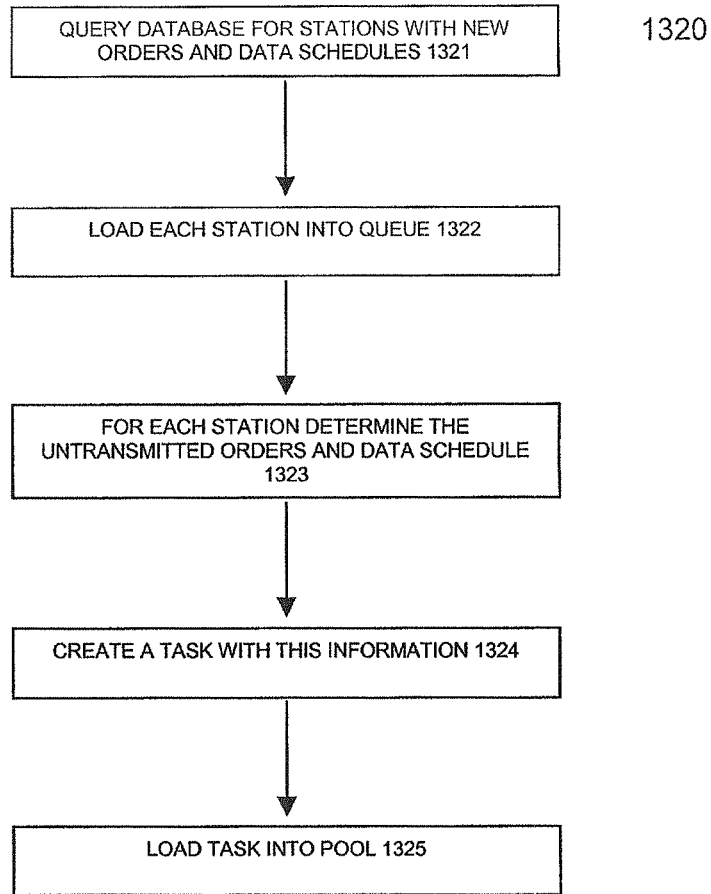 QUERY DATABASE FOR STATIONS WITH NEW
ORDERS AND DATA SCHEDULES 1321
1320
LOAD EACH STATION INTO QUEUE 1322
FOR EACH STATION DETERMINE THE
UNTRANSMITTED ORDERS AND DATA SCHEDULE
1323
CREATE A TASK WITH THIS INFORMATION 1324
LOAD TASK INTO POOL 1325